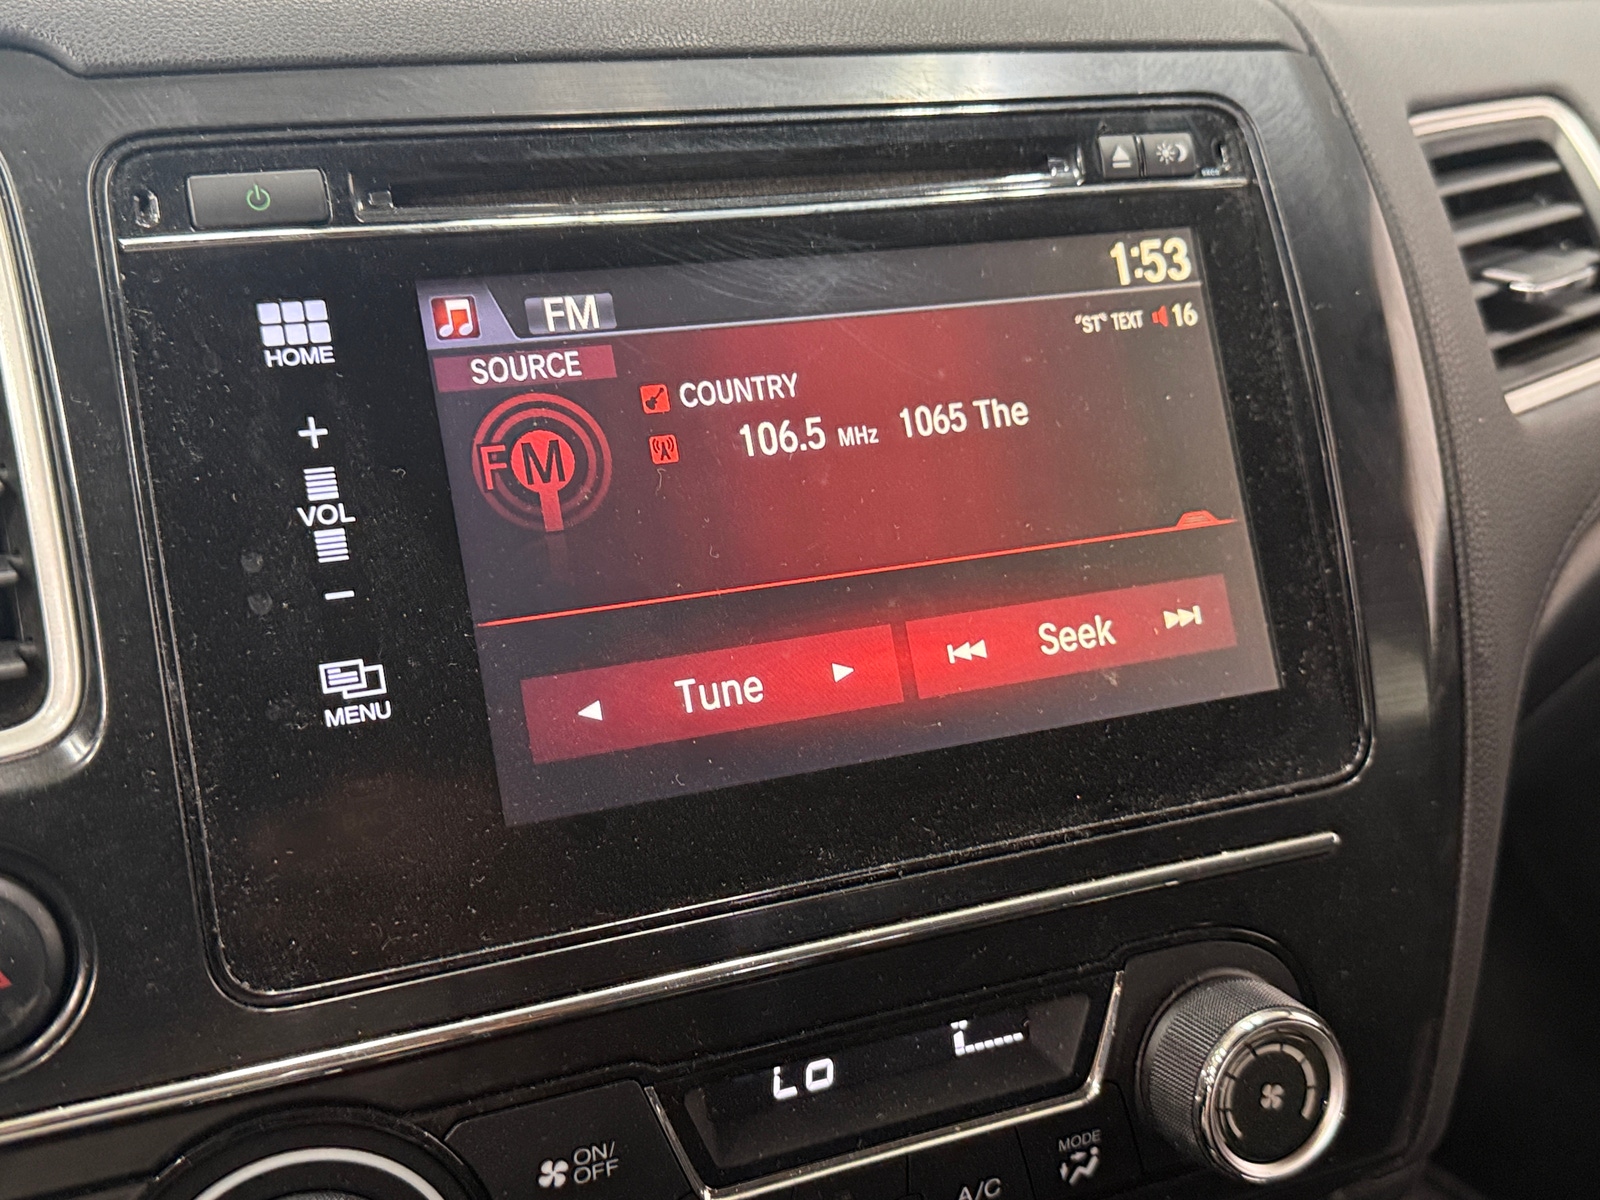 1:53
FM
"ST" TEXT 16
SOURCE
HOME
COUNTRY
FM
106.5 MHz 1065 The
+
VOL
−
Tune
Seek
MENU
LO
ON/
OFF
MODE
A/C